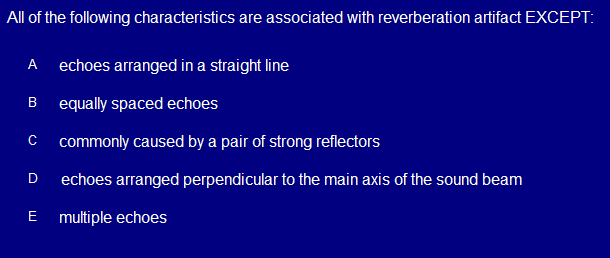 All of the following characteristics are associated with reverberation artifact EXCEPT:
A echoes arranged in a straight line
B equally spaced echoes
C commonly caused by a pair of strong reflectors
D echoes arranged perpendicular to the main axis of the sound beam
E multiple echoes